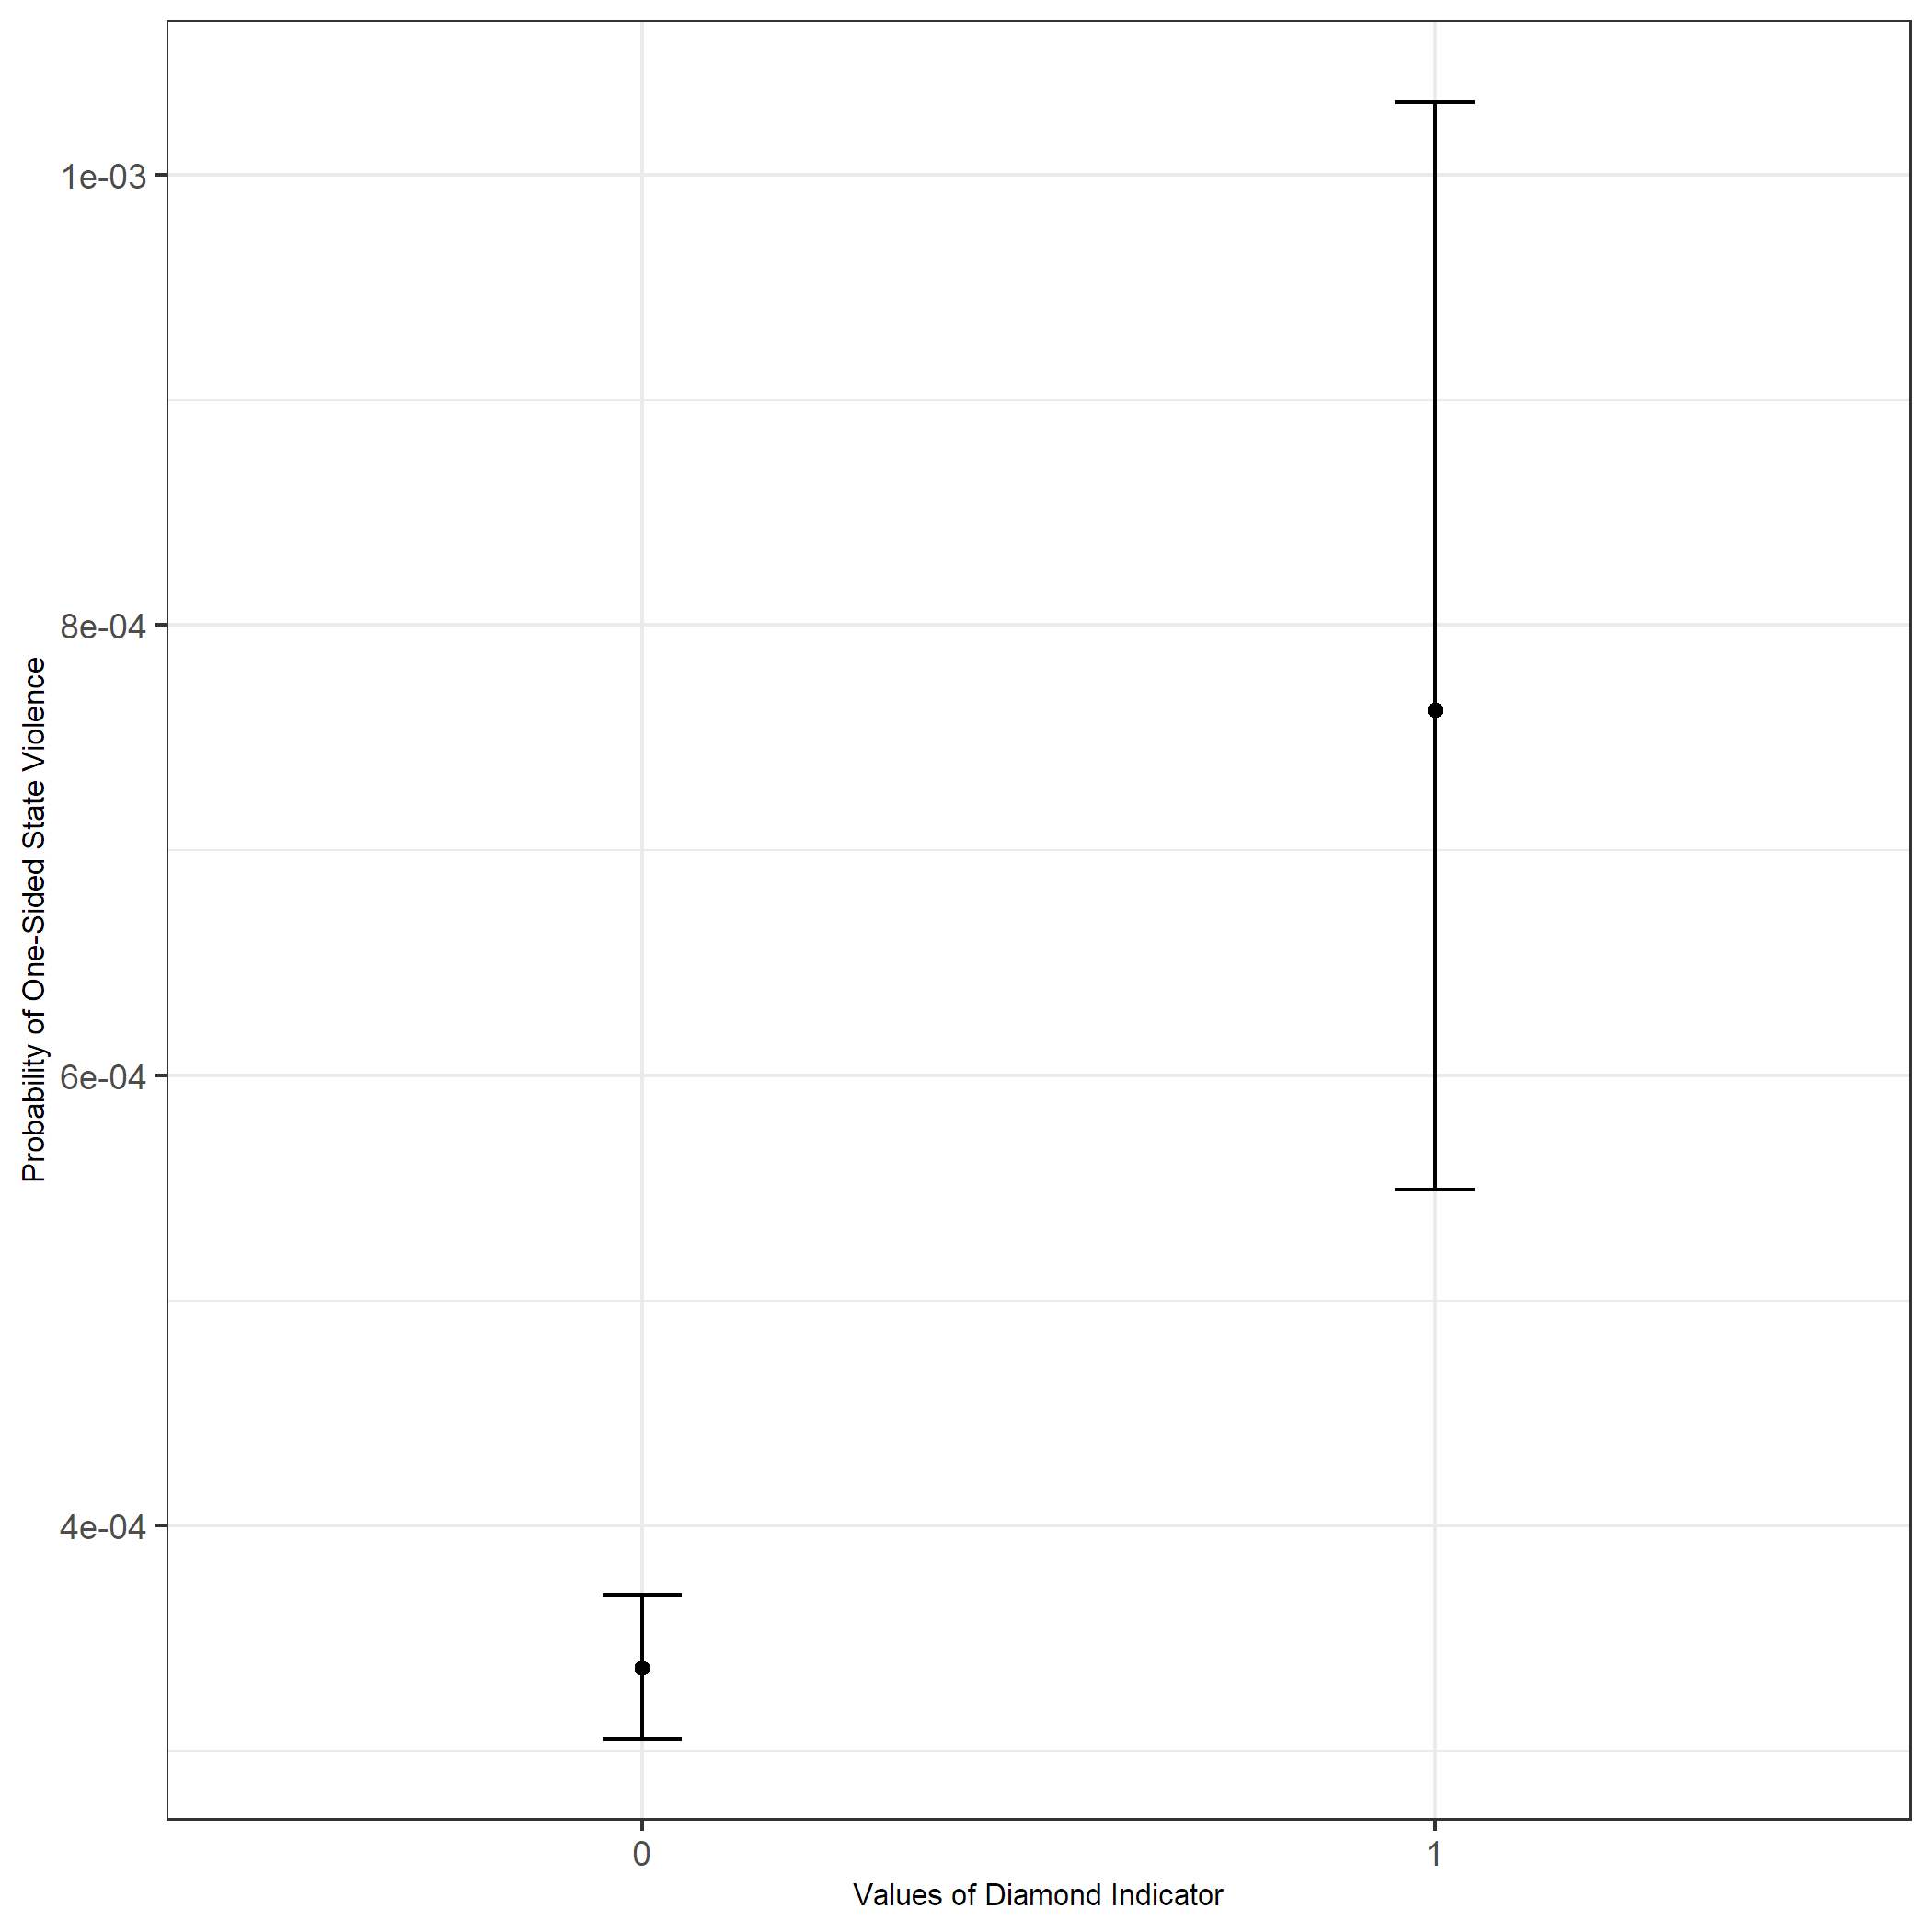 Probability of One-Sided State Violence
1e-03
8e-04
6e-04
4e-04
0 1
Values of Diamond Indicator